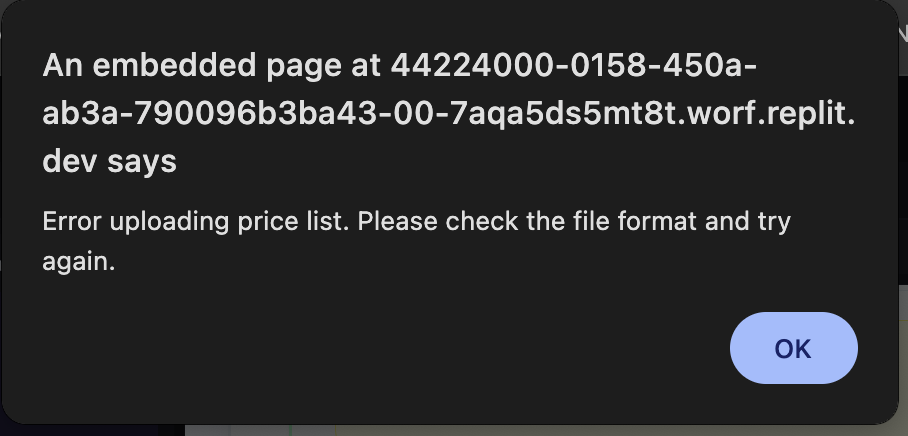 An embedded page at 44224000-0158-450a-
ab3a-790096b3ba43-00-7aqa5ds5mt8t.worf.replit.
dev says
Error uploading price list. Please check the file format and try
again.
OK